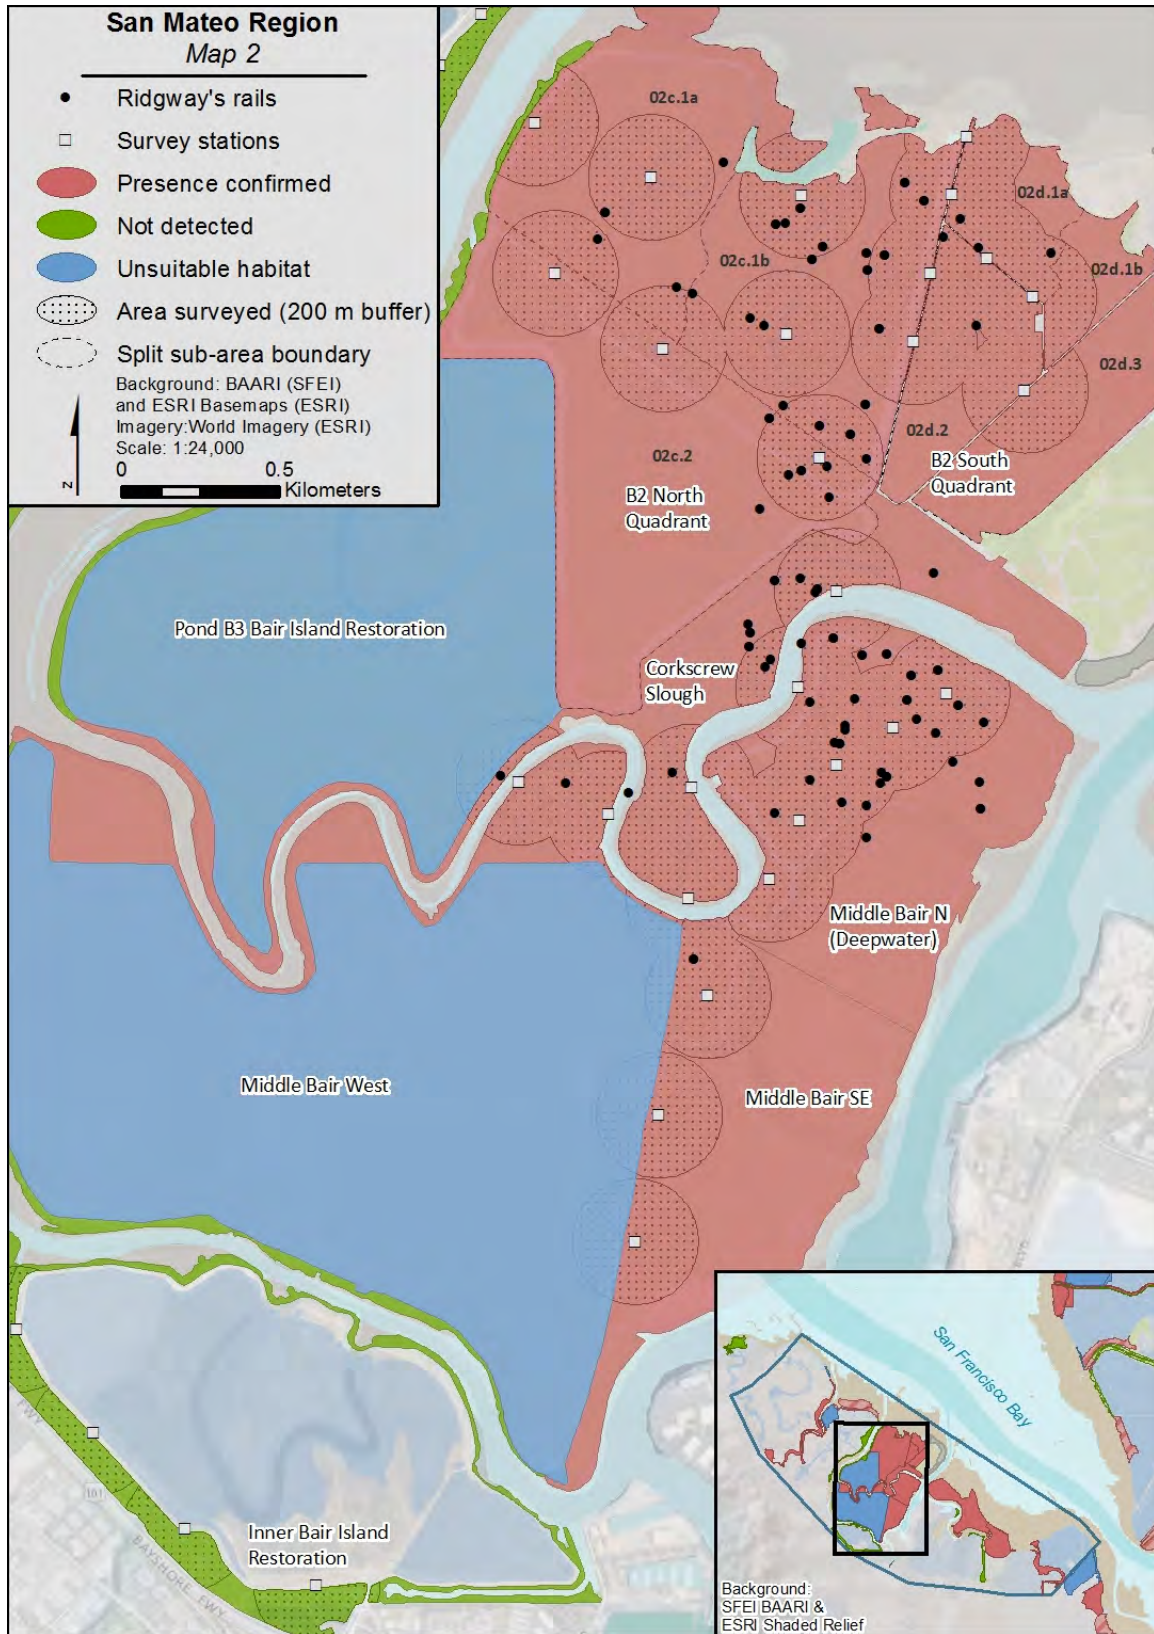 San Mateo Region
Map 2
Ridgway's rails
Survey stations
Presence confirmed
Not detected
Unsuitable habitat
Area surveyed (200 m buffer)
Split sub-area boundary
Background: BAARI (SFEI)
and ESRI Basemaps (ESRI)
Imagery:World Imagery (ESRI)
Scale: 1:24,000
0 0.5
Kilometers
z
02c.1a
02d.1a
02c.1b
02d.1b
02d.3
02d.2
02c.2
B2 South
Quadrant
B2 North
Quadrant
Pond B3 Bair Island Restoration
Corkscrew
Slough
Middle Bair N
(Deepwater)
Middle Bair West
Middle Bair SE
Inner Bair Island
Restoration
FWY
101
BAYSHORE FWY
San Francisco Bay
Background:
SFEI BAARI &
ESRI Shaded Relief